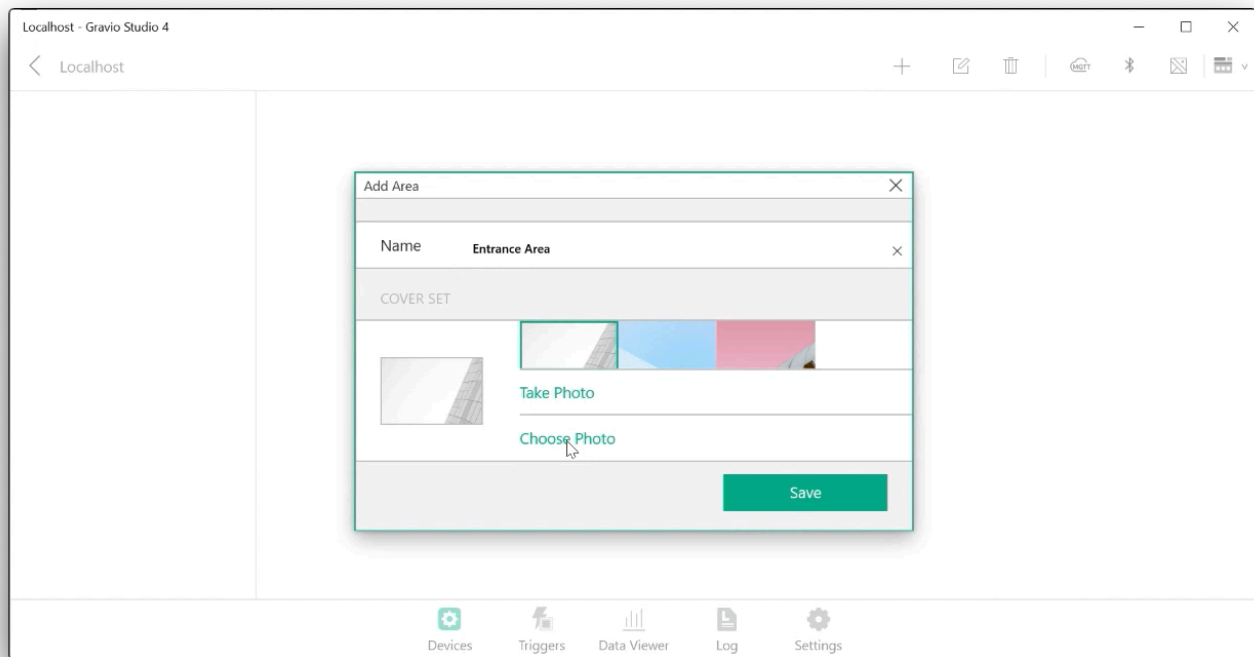 Localhost - Gravio Studio 4
Localhost
MQTT
Add Area
Name Entrance Area
COVER SET
Take Photo
Choose Photo
Save
Devices Triggers Data Viewer Log Settings